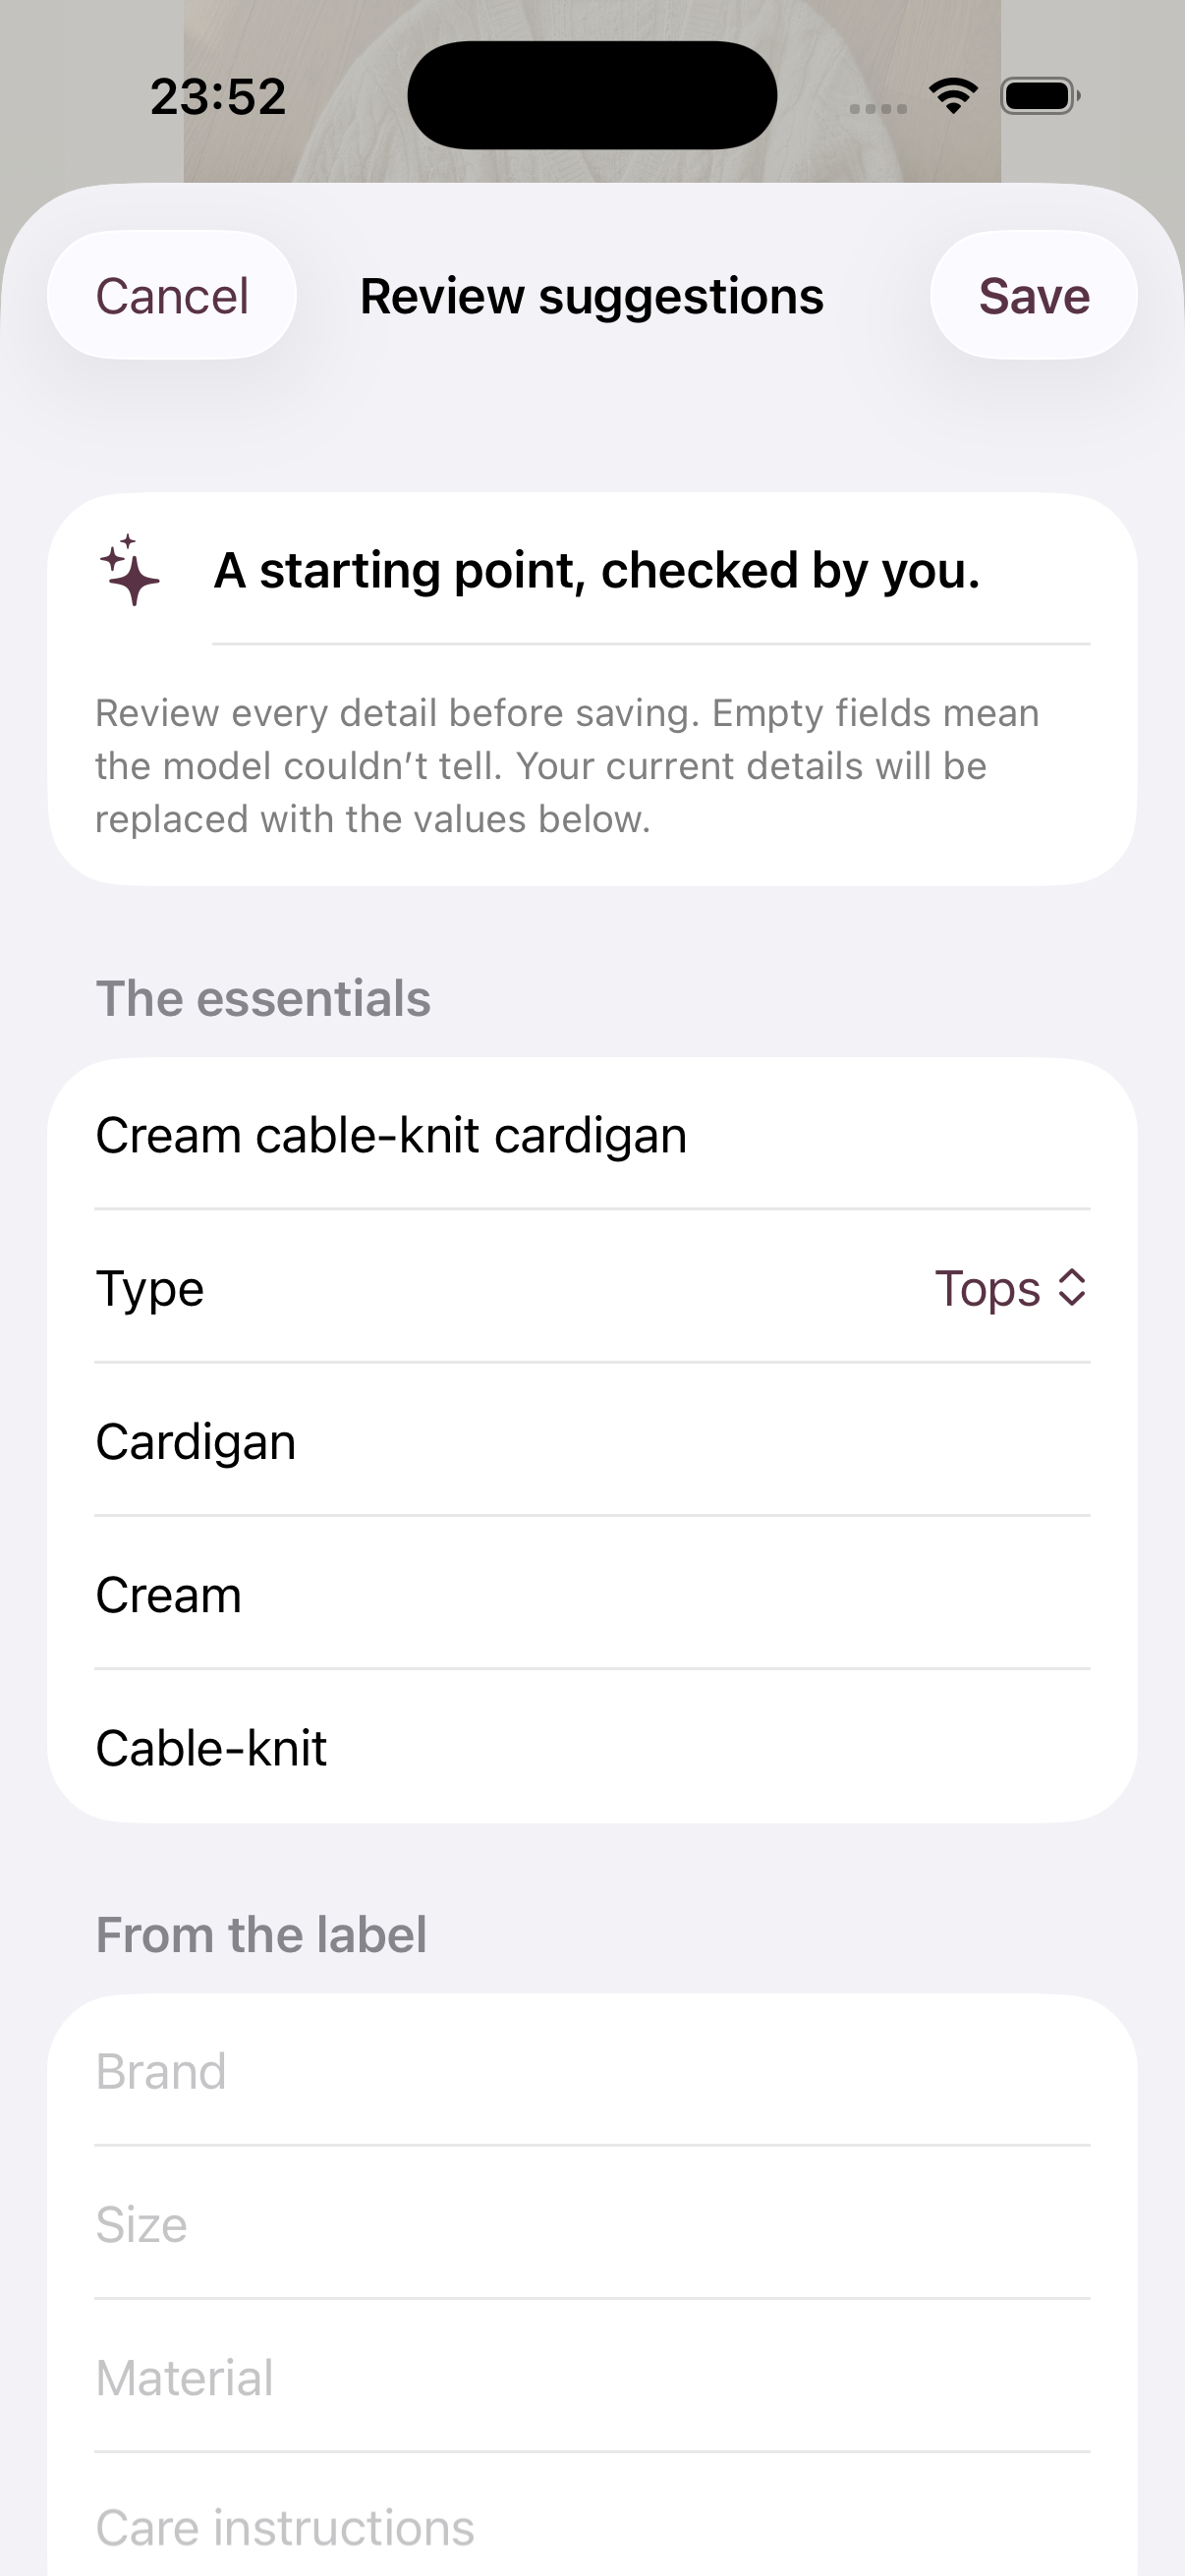 23:52
Cancel
Review suggestions
Save
A starting point, checked by you.
Review every detail before saving. Empty fields mean
the model couldn’t tell. Your current details will be
replaced with the values below.
The essentials
Cream cable-knit cardigan
Type
Tops
Cardigan
Cream
Cable-knit
From the label
Brand
Size
Material
Care instructions